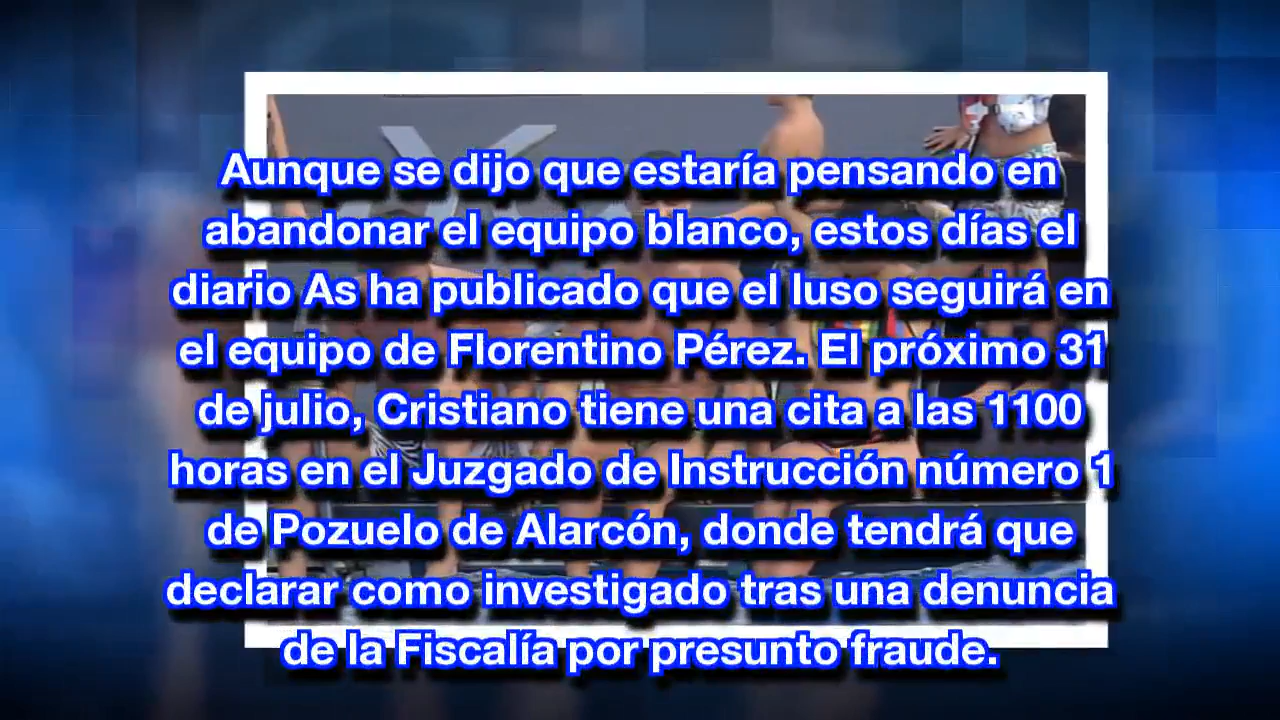 Aunque se dijo que estaría pensando en
abandonar el equipo blanco, estos días el
diario As ha publicado que el luso seguirá en
el equipo de Florentino Pérez. El próximo 31
de julio, Cristiano tiene una cita a las 1100
horas en el Juzgado de Instrucción número 1
de Pozuelo de Alarcón, donde tendrá que
declarar como investigado tras una denuncia
de la Fiscalía por presunto fraude.